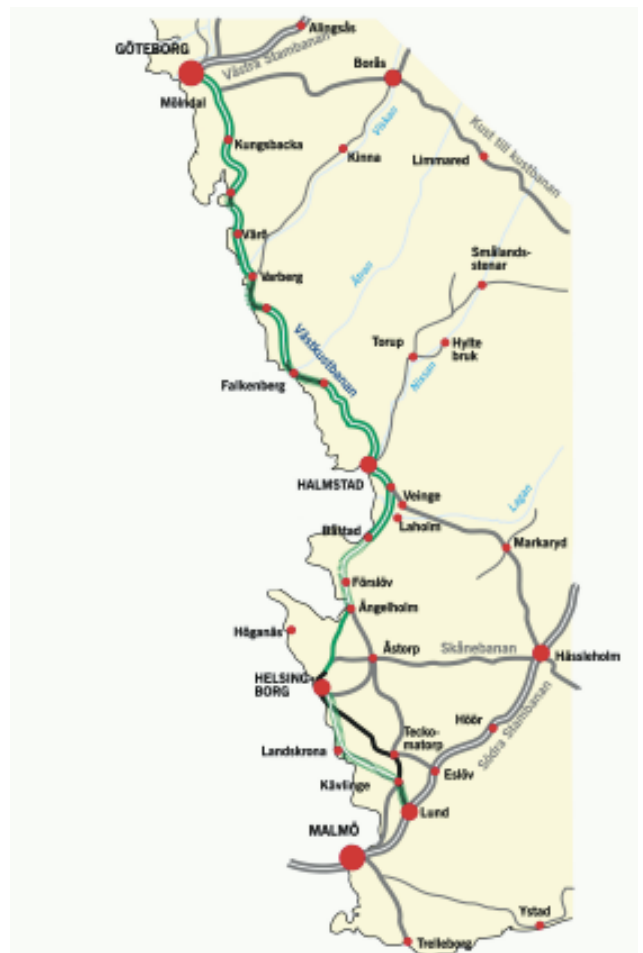 Alingsås
GÖTEBORG
Västra Stambanan
Borås
Mölndal
Viskan
Kust till kustbanan
Kungsbacka
Kinna
Limmared
Värö
Smålands-
stenar
Ätran
Varberg
Västkustbanan
Torup
Hylte
bruk
Nissan
Falkenberg
HALMSTAD
Veinge
Lagan
Laholm
Båstad
Markaryd
Förslöv
Ängelholm
Höganäs
Åstorp
Skånebanan
Hässleholm
HELSING-
BORG
Höör
Södra Stambanan
Tecko-
matorp
Landskrona
Eslöv
Kävlinge
Lund
MALMÖ
Ystad
Trelleborg